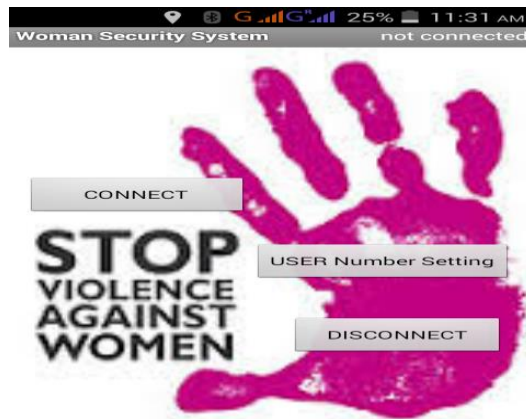 G G 25% 11:31 AM
Woman Security System not connected
CONNECT
STOP
VIOLENCE
AGAINST
WOMEN
USER Number Setting
DISCONNECT